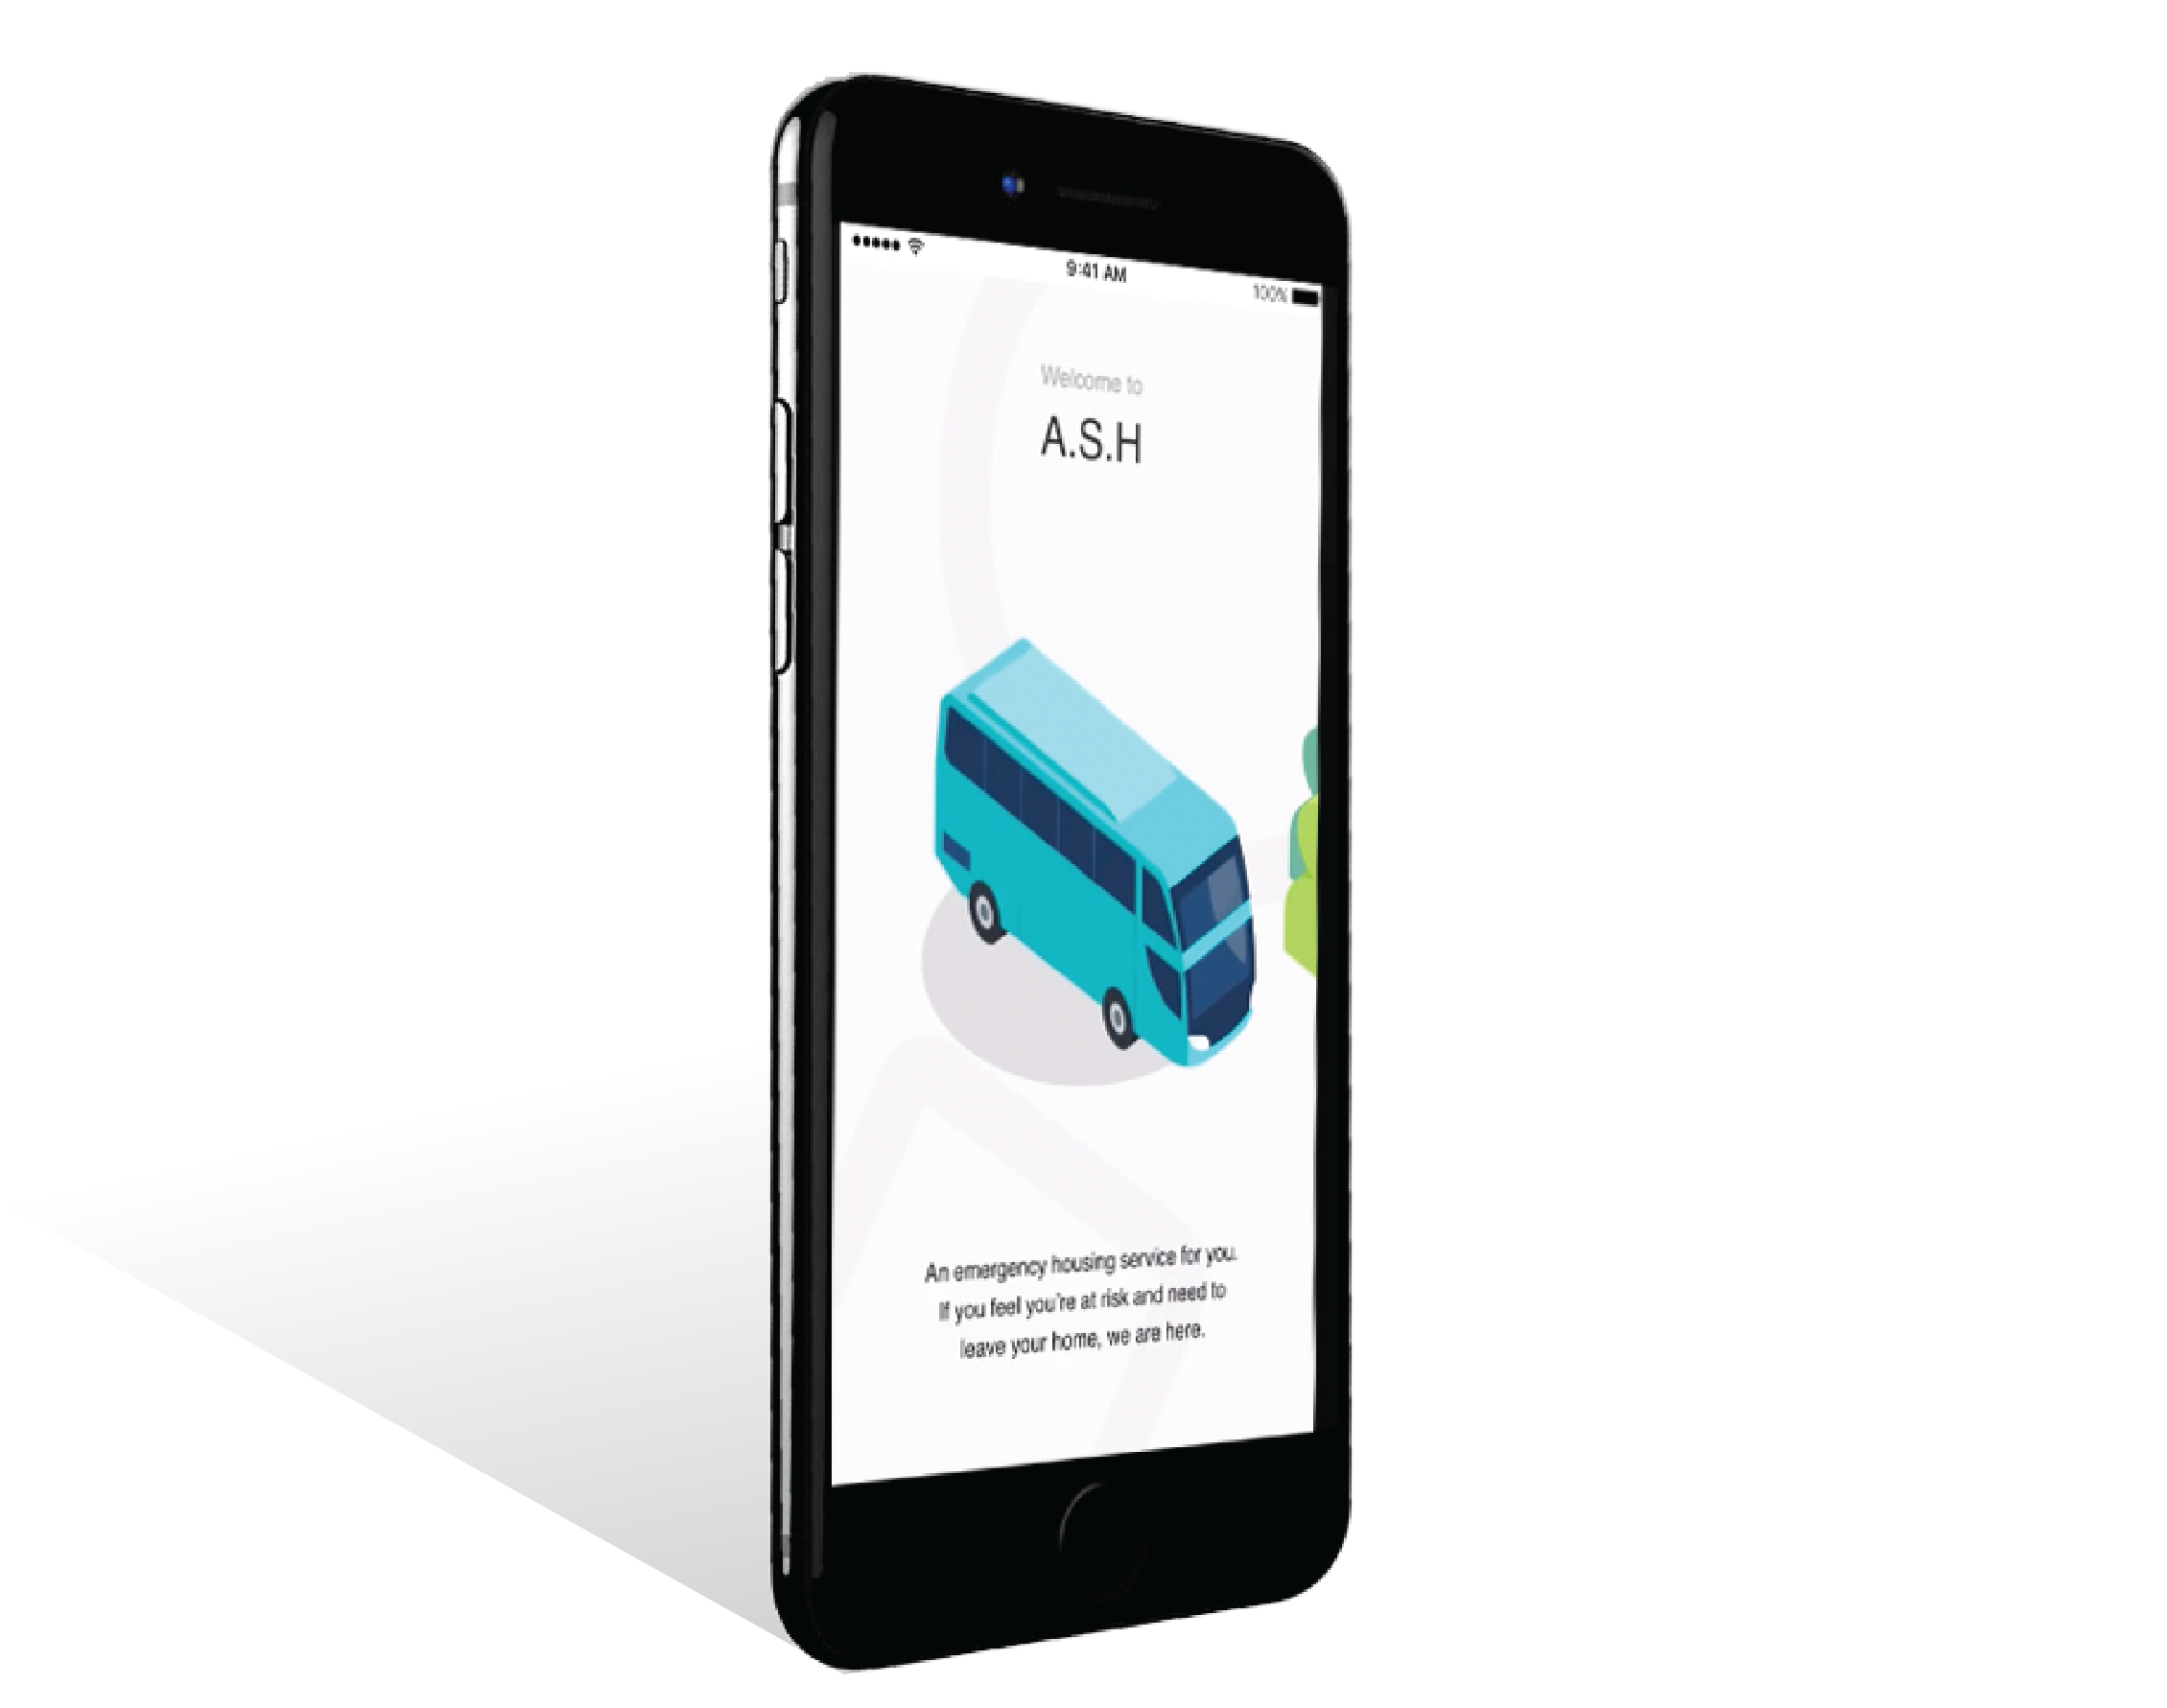 9:41 AM
100%
Welcome to
A.S.H
An emergency housing service for you.
If you feel you're at risk and need to
leave your home, we are here.